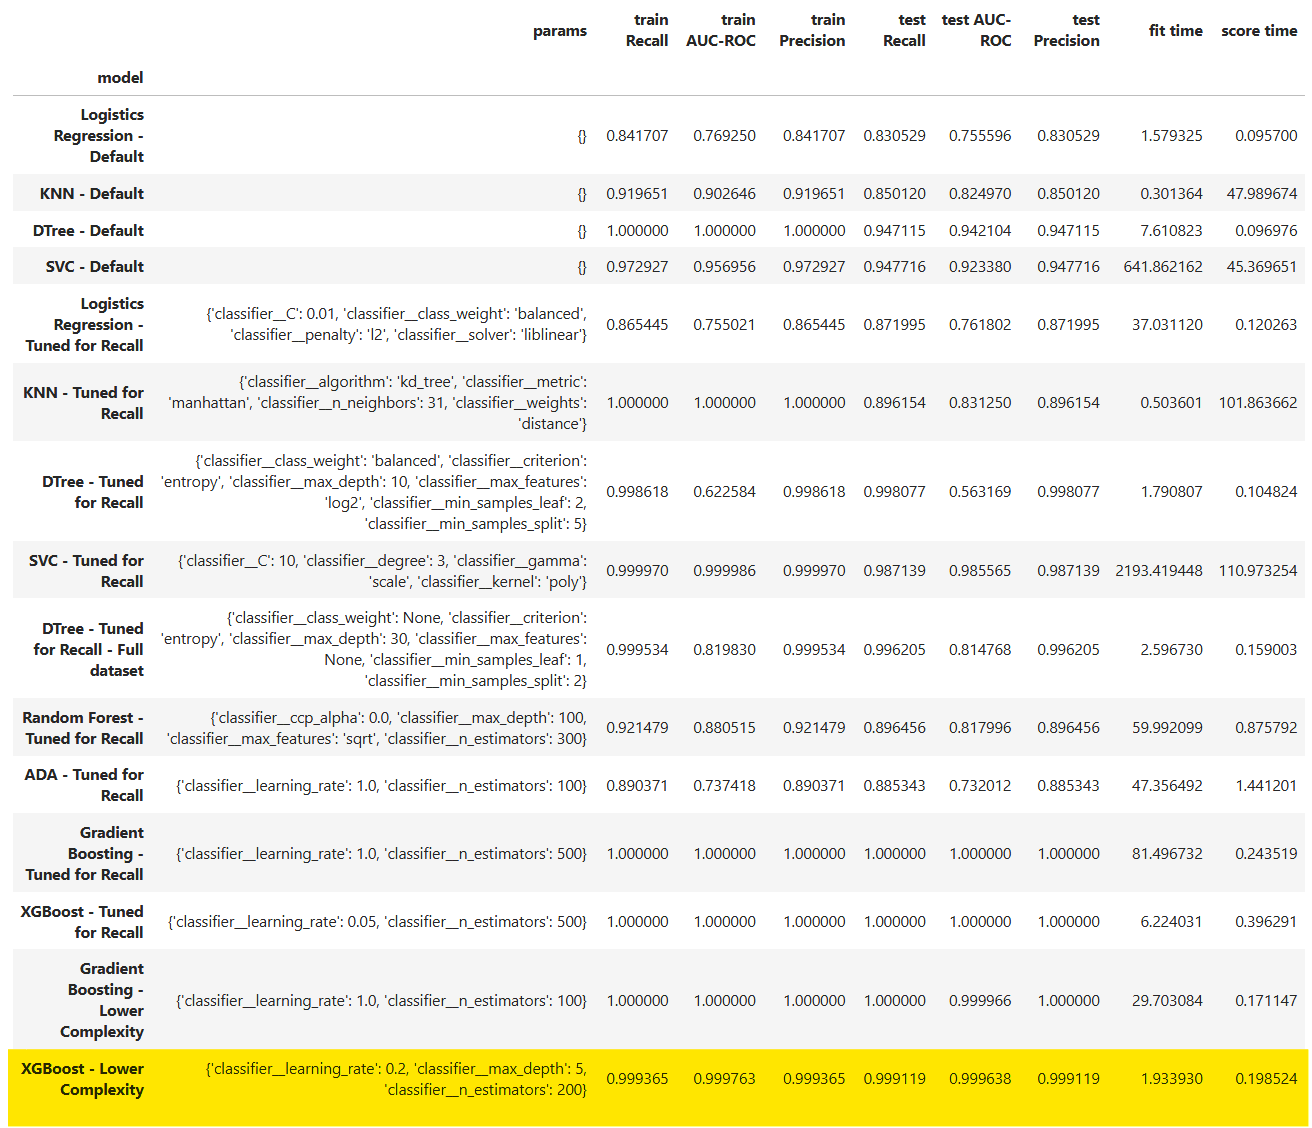 params train Recall train AUC-ROC train Precision test Recall test AUC-ROC test Precision fit time score time
model
Logistics Regression - Default {} 0.841707 0.769250 0.841707 0.830529 0.755596 0.830529 1.579325 0.095700
KNN - Default {} 0.919651 0.902646 0.919651 0.850120 0.824970 0.850120 0.301364 47.989674
DTree - Default {} 1.000000 1.000000 1.000000 0.947115 0.942104 0.947115 7.610823 0.096976
SVC - Default {} 0.972927 0.956956 0.972927 0.947716 0.923380 0.947716 641.862162 45.369651
Logistics Regression - Tuned for Recall {'classifier__C': 0.01, 'classifier__class_weight': 'balanced', 'classifier__penalty': 'l2', 'classifier__solver': 'liblinear'} 0.865445 0.755021 0.865445 0.871995 0.761802 0.871995 37.031120 0.120263
KNN - Tuned for Recall {'classifier__algorithm': 'kd_tree', 'classifier__metric': 'manhattan', 'classifier__n_neighbors': 31, 'classifier__weights': 'distance'} 1.000000 1.000000 1.000000 0.896154 0.831250 0.896154 0.503601 101.863662
DTree - Tuned for Recall {'classifier__class_weight': 'balanced', 'classifier__criterion': 'entropy', 'classifier__max_depth': 10, 'classifier__max_features': 'log2', 'classifier__min_samples_leaf': 2, 'classifier__min_samples_split': 5} 0.998618 0.622584 0.998618 0.998077 0.563169 0.998077 1.790807 0.104824
SVC - Tuned for Recall {'classifier__C': 10, 'classifier__degree': 3, 'classifier__gamma': 'scale', 'classifier__kernel': 'poly'} 0.999970 0.999986 0.999970 0.987139 0.985565 0.987139 2193.419448 110.973254
DTree - Tuned for Recall - Full dataset {'classifier__class_weight': None, 'classifier__criterion': 'entropy', 'classifier__max_depth': 30, 'classifier__max_features': None, 'classifier__min_samples_leaf': 1, 'classifier__min_samples_split': 2} 0.999534 0.819830 0.999534 0.996205 0.814768 0.996205 2.596730 0.159003
Random Forest - Tuned for Recall {'classifier__ccp_alpha': 0.0, 'classifier__max_depth': 100, 'classifier__max_features': 'sqrt', 'classifier__n_estimators': 300} 0.921479 0.880515 0.921479 0.896456 0.817996 0.896456 59.992099 0.875792
ADA - Tuned for Recall {'classifier__learning_rate': 1.0, 'classifier__n_estimators': 100} 0.890371 0.737418 0.890371 0.885343 0.732012 0.885343 47.356492 1.441201
Gradient Boosting - Tuned for Recall {'classifier__learning_rate': 1.0, 'classifier__n_estimators': 500} 1.000000 1.000000 1.000000 1.000000 1.000000 1.000000 81.496732 0.243519
XGBoost - Tuned for Recall {'classifier__learning_rate': 0.05, 'classifier__n_estimators': 500} 1.000000 1.000000 1.000000 1.000000 1.000000 1.000000 6.224031 0.396291
Gradient Boosting - Lower Complexity {'classifier__learning_rate': 1.0, 'classifier__n_estimators': 100} 1.000000 1.000000 1.000000 1.000000 0.999966 1.000000 29.703084 0.171147
XGBoost - Lower Complexity {'classifier__learning_rate': 0.2, 'classifier__max_depth': 5, 'classifier__n_estimators': 200} 0.999365 0.999763 0.999365 0.999119 0.999638 0.999119 1.933930 0.198524